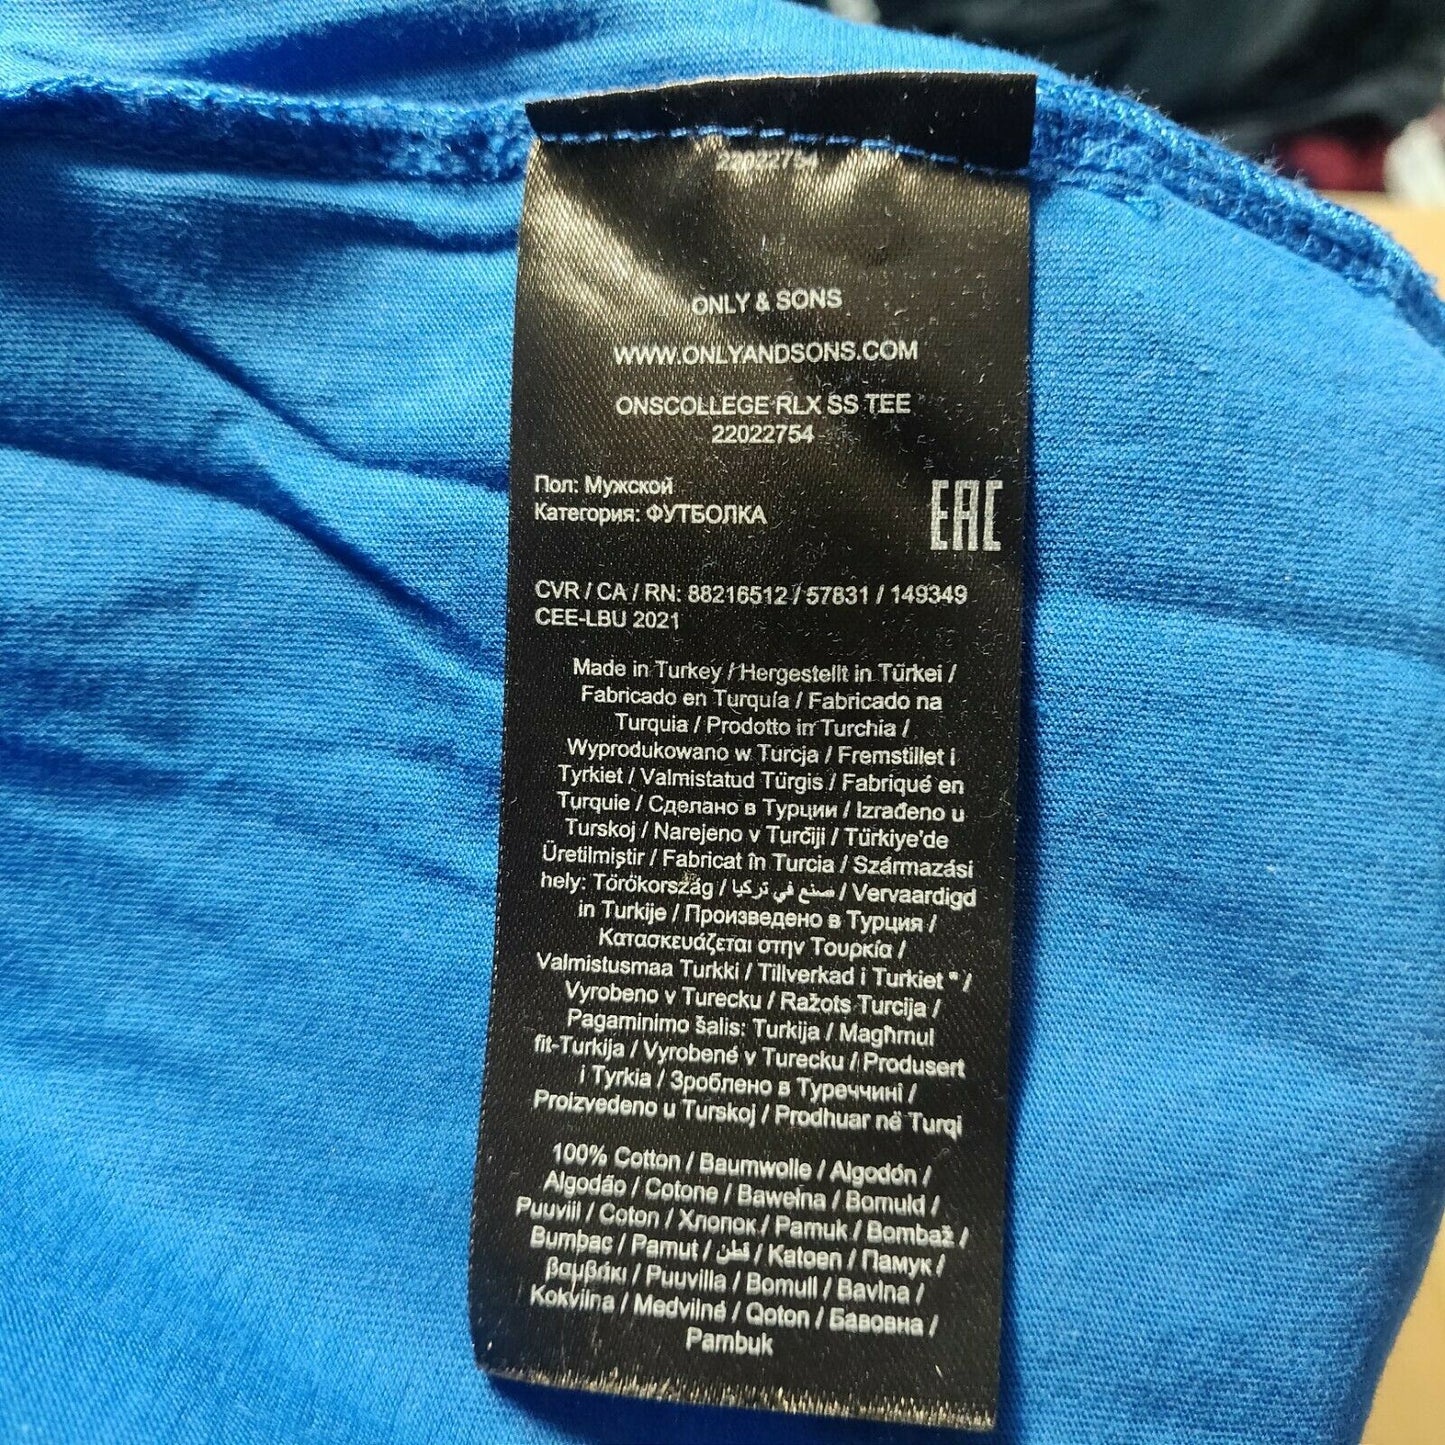 22022754
ONLY & SONS
WWW.ONLYANDSONS.COM
ONSCOLLEGE RLX SS TEE
22022754
Пол: Мужской
Категория: ФУТБОЛКА
EAC
CVR / CA / RN: 88216512 / 57831 / 149349
CEE-LBU 2021
Made in Turkey / Hergestellt in Türkei /
Fabricado en Turquía / Fabricado na
Turquia / Prodotto in Turchia /
Wyprodukowano w Turcja / Fremstillet i
Tyrkiet / Valmistatud Türgis / Fabriqué en
Turquie / Сделано в Турции / Izrađeno u
Turskoj / Narejeno v Turčiji / Türkiye'de
Üretilmiştir / Fabricat în Turcia / Származási
hely: Törökország / صنع في تركيا / Vervaardigd
in Turkije / Произведено в Турция /
Κατασκευάζεται στην Τουρκία /
Valmistusmaa Turkki / Tillverkad i Turkiet * /
Vyrobeno v Turecku / Ražots Turcija /
Pagaminimo šalis: Turkija / Magħmul
fit-Turkija / Vyrobené v Turecku / Produsert
i Tyrkia / Зроблено в Туреччині /
Proizvedeno u Turskoj / Prodhuar në Turqi
100% Cotton / Baumwolle / Algodón /
Algodão / Cotone / Bawełna / Bomuld /
Puuvill / Coton / Хлопок / Pamuk / Bombaž /
Bumbac / Pamut / قطن / Katoen / Памук /
βαμβάκι / Puuvilla / Bomull / Bavlna /
Kokvilna / Medvilnė / Qoton / Бавовна /
Pambuk